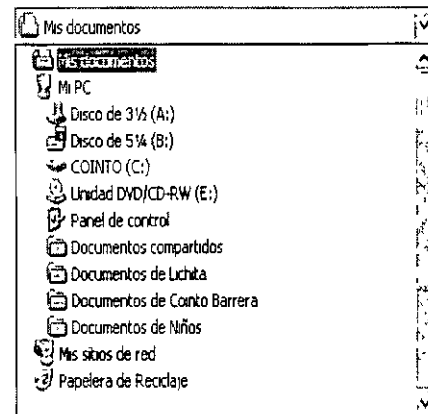 Mis documentos
Mis documentos
Mi PC
Disco de 3½ (A:)
Disco de 5¼ (B:)
COINTO (C:)
Unidad DVD/CD-RW (E:)
Panel de control
Documentos compartidos
Documentos de Lichita
Documentos de Cointo Barrera
Documentos de Niños
Mis sitios de red
Papelera de Reciclaje